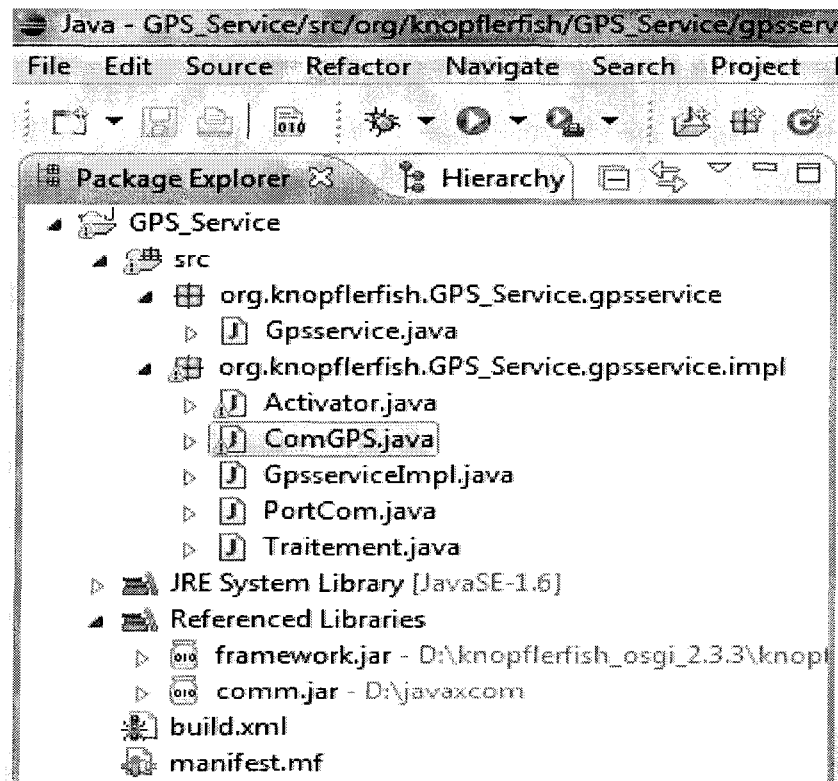 Java - GPS_Service/src/org/knopflerfish/GPS_Service/gpsserv
File Edit Source Refactor Navigate Search Project
Package Explorer Hierarchy
GPS_Service
src
org.knopflerfish.GPS_Service.gpsservice
Gpsservice.java
org.knopflerfish.GPS_Service.gpsservice.impl
Activator.java
ComGPS.java
GpsserviceImpl.java
PortCom.java
Traitement.java
JRE System Library [JavaSE-1.6]
Referenced Libraries
framework.jar - D:\knopflerfish_osgi_2.3.3\knopf
comm.jar - D:\javaxcom
build.xml
manifest.mf